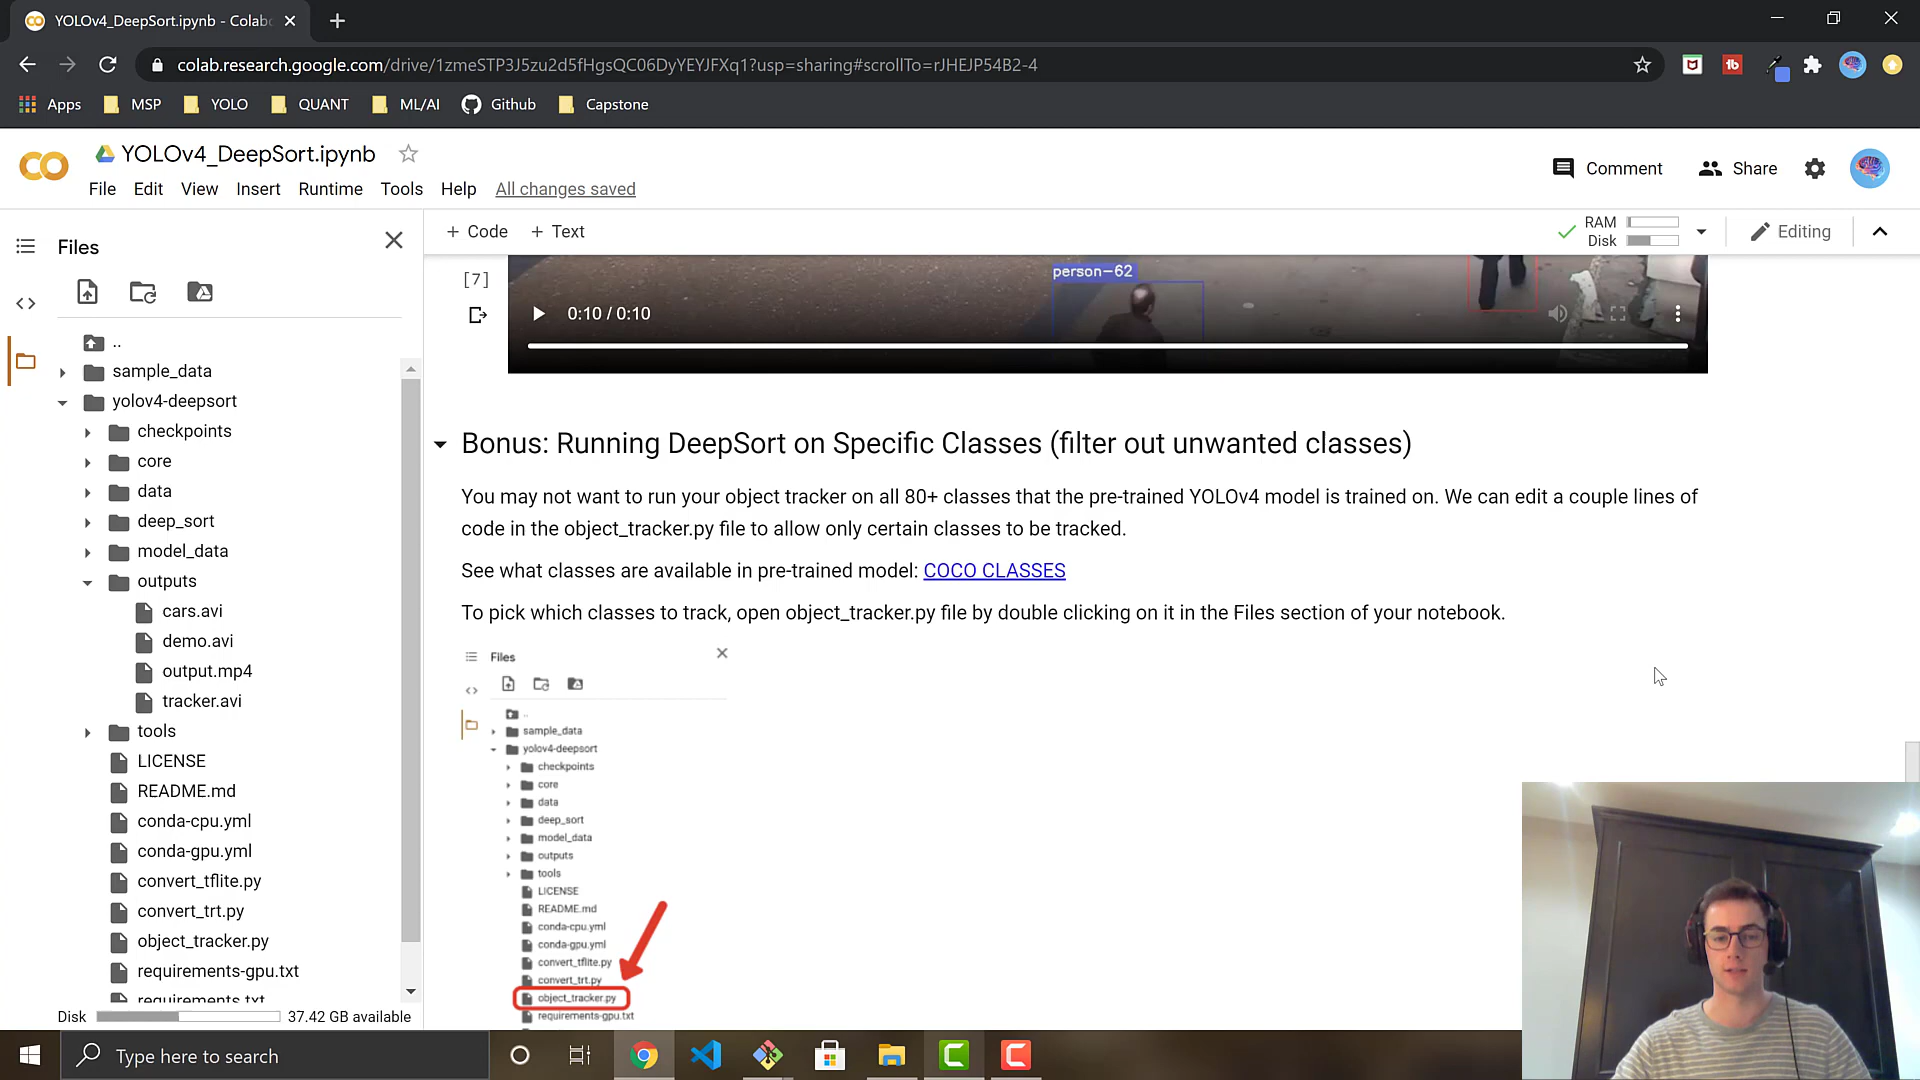 YOLOv4_DeepSort.ipynb - Colab
colab.research.google.com/drive/1zmeSTP3J5zu2d5fHgsQC06DyYEYJFXq1?usp=sharing#scrollTo=rJHEJP54B2-4
Apps MSP YOLO QUANT ML/AI Github Capstone
YOLOv4_DeepSort.ipynb
Comment Share
File Edit View Insert Runtime Tools Help All changes saved
Files
+ Code + Text
RAM
Disk
Editing
[7]
person-62
0:10 / 0:10
..
sample_data
yolov4-deepsort
checkpoints
core
data
deep_sort
model_data
outputs
cars.avi
demo.avi
output.mp4
tracker.avi
tools
LICENSE
README.md
conda-cpu.yml
conda-gpu.yml
convert_tflite.py
convert_trt.py
object_tracker.py
requirements-gpu.txt
requirements.txt
Disk 37.42 GB available
Bonus: Running DeepSort on Specific Classes (filter out unwanted classes)
You may not want to run your object tracker on all 80+ classes that the pre-trained YOLOv4 model is trained on. We can edit a couple lines of
code in the object_tracker.py file to allow only certain classes to be tracked.
See what classes are available in pre-trained model: COCO CLASSES
To pick which classes to track, open object_tracker.py file by double clicking on it in the Files section of your notebook.
Files
..
sample_data
yolov4-deepsort
checkpoints
core
data
deep_sort
model_data
outputs
tools
LICENSE
README.md
conda-cpu.yml
conda-gpu.yml
convert_tflite.py
convert_trt.py
object_tracker.py
requirements-gpu.txt
Type here to search